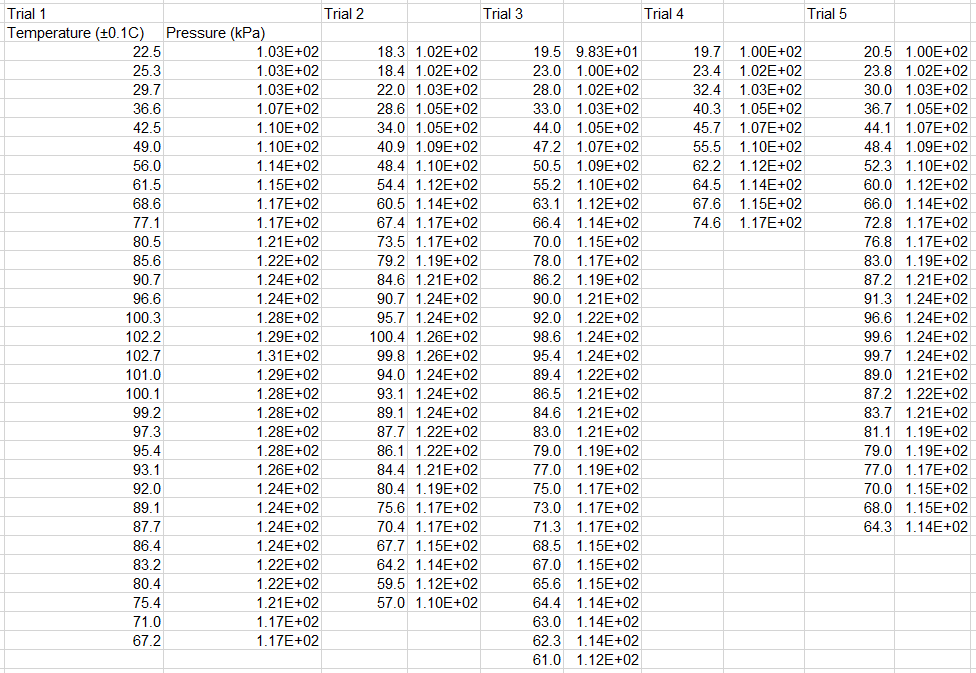 Trial 1 Trial 2 Trial 3 Trial 4 Trial 5
Temperature (±0.1C) Pressure (kPa)
22.5 1.03E+02 18.3 1.02E+02 19.5 9.83E+01 19.7 1.00E+02 20.5 1.00E+02
25.3 1.03E+02 18.4 1.02E+02 23.0 1.00E+02 23.4 1.02E+02 23.8 1.02E+02
29.7 1.03E+02 22.0 1.03E+02 28.0 1.02E+02 32.4 1.03E+02 30.0 1.03E+02
36.6 1.07E+02 28.6 1.05E+02 33.0 1.03E+02 40.3 1.05E+02 36.7 1.05E+02
42.5 1.10E+02 34.0 1.05E+02 44.0 1.05E+02 45.7 1.07E+02 44.1 1.07E+02
49.0 1.10E+02 40.9 1.09E+02 47.2 1.07E+02 55.5 1.10E+02 48.4 1.09E+02
56.0 1.14E+02 48.4 1.10E+02 50.5 1.09E+02 62.2 1.12E+02 52.3 1.10E+02
61.5 1.15E+02 54.4 1.12E+02 55.2 1.10E+02 64.5 1.14E+02 60.0 1.12E+02
68.6 1.17E+02 60.5 1.14E+02 63.1 1.12E+02 67.6 1.15E+02 66.0 1.14E+02
77.1 1.17E+02 67.4 1.17E+02 66.4 1.14E+02 74.6 1.17E+02 72.8 1.17E+02
80.5 1.21E+02 73.5 1.17E+02 70.0 1.15E+02 76.8 1.17E+02
85.6 1.22E+02 79.2 1.19E+02 78.0 1.17E+02 83.0 1.19E+02
90.7 1.24E+02 84.6 1.21E+02 86.2 1.19E+02 87.2 1.21E+02
96.6 1.24E+02 90.7 1.24E+02 90.0 1.21E+02 91.3 1.24E+02
100.3 1.28E+02 95.7 1.24E+02 92.0 1.22E+02 96.6 1.24E+02
102.2 1.29E+02 100.4 1.26E+02 98.6 1.24E+02 99.6 1.24E+02
102.7 1.31E+02 99.8 1.26E+02 95.4 1.24E+02 99.7 1.24E+02
101.0 1.29E+02 94.0 1.24E+02 89.4 1.22E+02 89.0 1.21E+02
100.1 1.28E+02 93.1 1.24E+02 86.5 1.21E+02 87.2 1.22E+02
99.2 1.28E+02 89.1 1.24E+02 84.6 1.21E+02 83.7 1.21E+02
97.3 1.28E+02 87.7 1.22E+02 83.0 1.21E+02 81.1 1.19E+02
95.4 1.28E+02 86.1 1.22E+02 79.0 1.19E+02 79.0 1.19E+02
93.1 1.26E+02 84.4 1.21E+02 77.0 1.19E+02 77.0 1.17E+02
92.0 1.24E+02 80.4 1.19E+02 75.0 1.17E+02 70.0 1.15E+02
89.1 1.24E+02 75.6 1.17E+02 73.0 1.17E+02 68.0 1.15E+02
87.7 1.24E+02 70.4 1.17E+02 71.3 1.17E+02 64.3 1.14E+02
86.4 1.24E+02 67.7 1.15E+02 68.5 1.15E+02
83.2 1.22E+02 64.2 1.14E+02 67.0 1.15E+02
80.4 1.22E+02 59.5 1.12E+02 65.6 1.15E+02
75.4 1.21E+02 57.0 1.10E+02 64.4 1.14E+02
71.0 1.17E+02 63.0 1.14E+02
67.2 1.17E+02 62.3 1.14E+02
61.0 1.12E+02